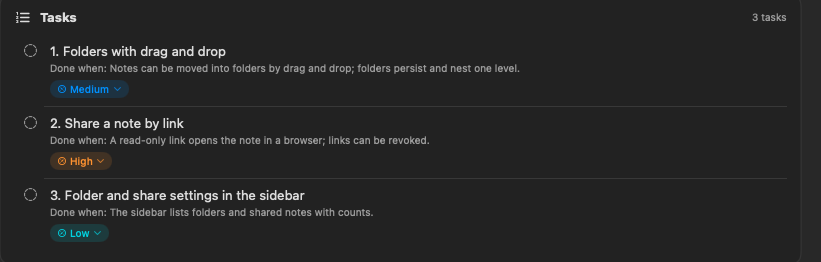 Tasks
3 tasks
1. Folders with drag and drop
Done when: Notes can be moved into folders by drag and drop; folders persist and nest one level.
Medium
2. Share a note by link
Done when: A read-only link opens the note in a browser; links can be revoked.
High
3. Folder and share settings in the sidebar
Done when: The sidebar lists folders and shared notes with counts.
Low